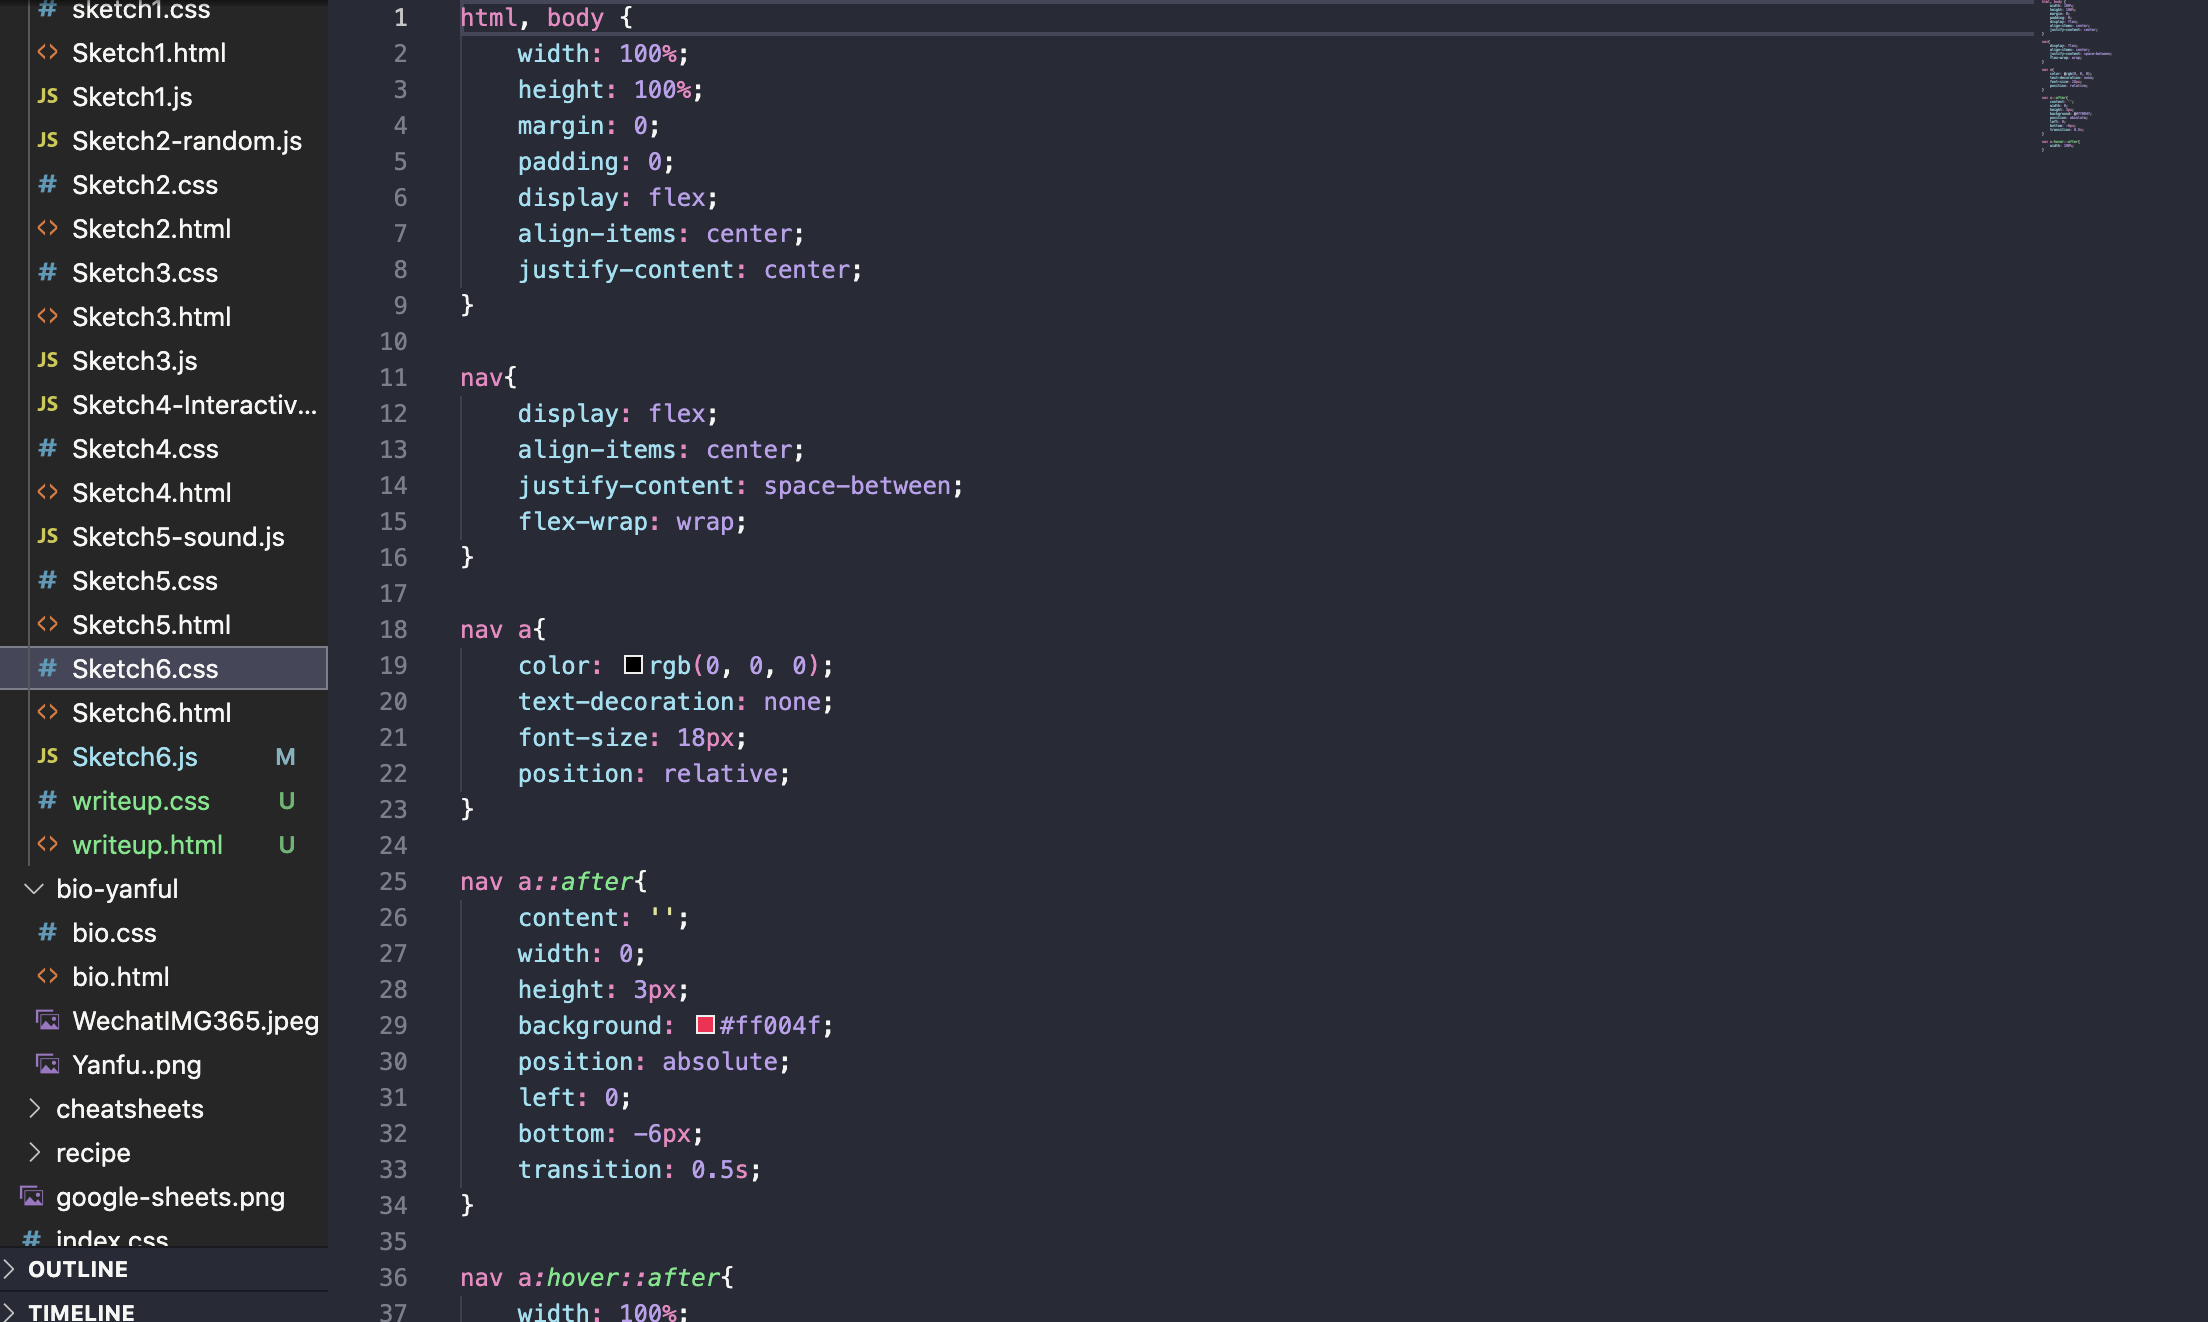 # sketch1.css
<> Sketch1.html
JS Sketch1.js
JS Sketch2-random.js
# Sketch2.css
<> Sketch2.html
# Sketch3.css
<> Sketch3.html
JS Sketch3.js
JS Sketch4-Interactiv...
# Sketch4.css
<> Sketch4.html
JS Sketch5-sound.js
# Sketch5.css
<> Sketch5.html
# Sketch6.css
<> Sketch6.html
JS Sketch6.js M
# writeup.css U
<> writeup.html U
bio-yanful
# bio.css
<> bio.html
WechatIMG365.jpeg
Yanfu..png
cheatsheets
recipe
google-sheets.png
# index.css
OUTLINE
TIMELINE
1 html, body {
2 width: 100%;
3 height: 100%;
4 margin: 0;
5 padding: 0;
6 display: flex;
7 align-items: center;
8 justify-content: center;
9 }
10
11 nav{
12 display: flex;
13 align-items: center;
14 justify-content: space-between;
15 flex-wrap: wrap;
16 }
17
18 nav a{
19 color: rgb(0, 0, 0);
20 text-decoration: none;
21 font-size: 18px;
22 position: relative;
23 }
24
25 nav a::after{
26 content: '';
27 width: 0;
28 height: 3px;
29 background: #ff004f;
30 position: absolute;
31 left: 0;
32 bottom: -6px;
33 transition: 0.5s;
34 }
35
36 nav a:hover::after{
37 width: 100%;